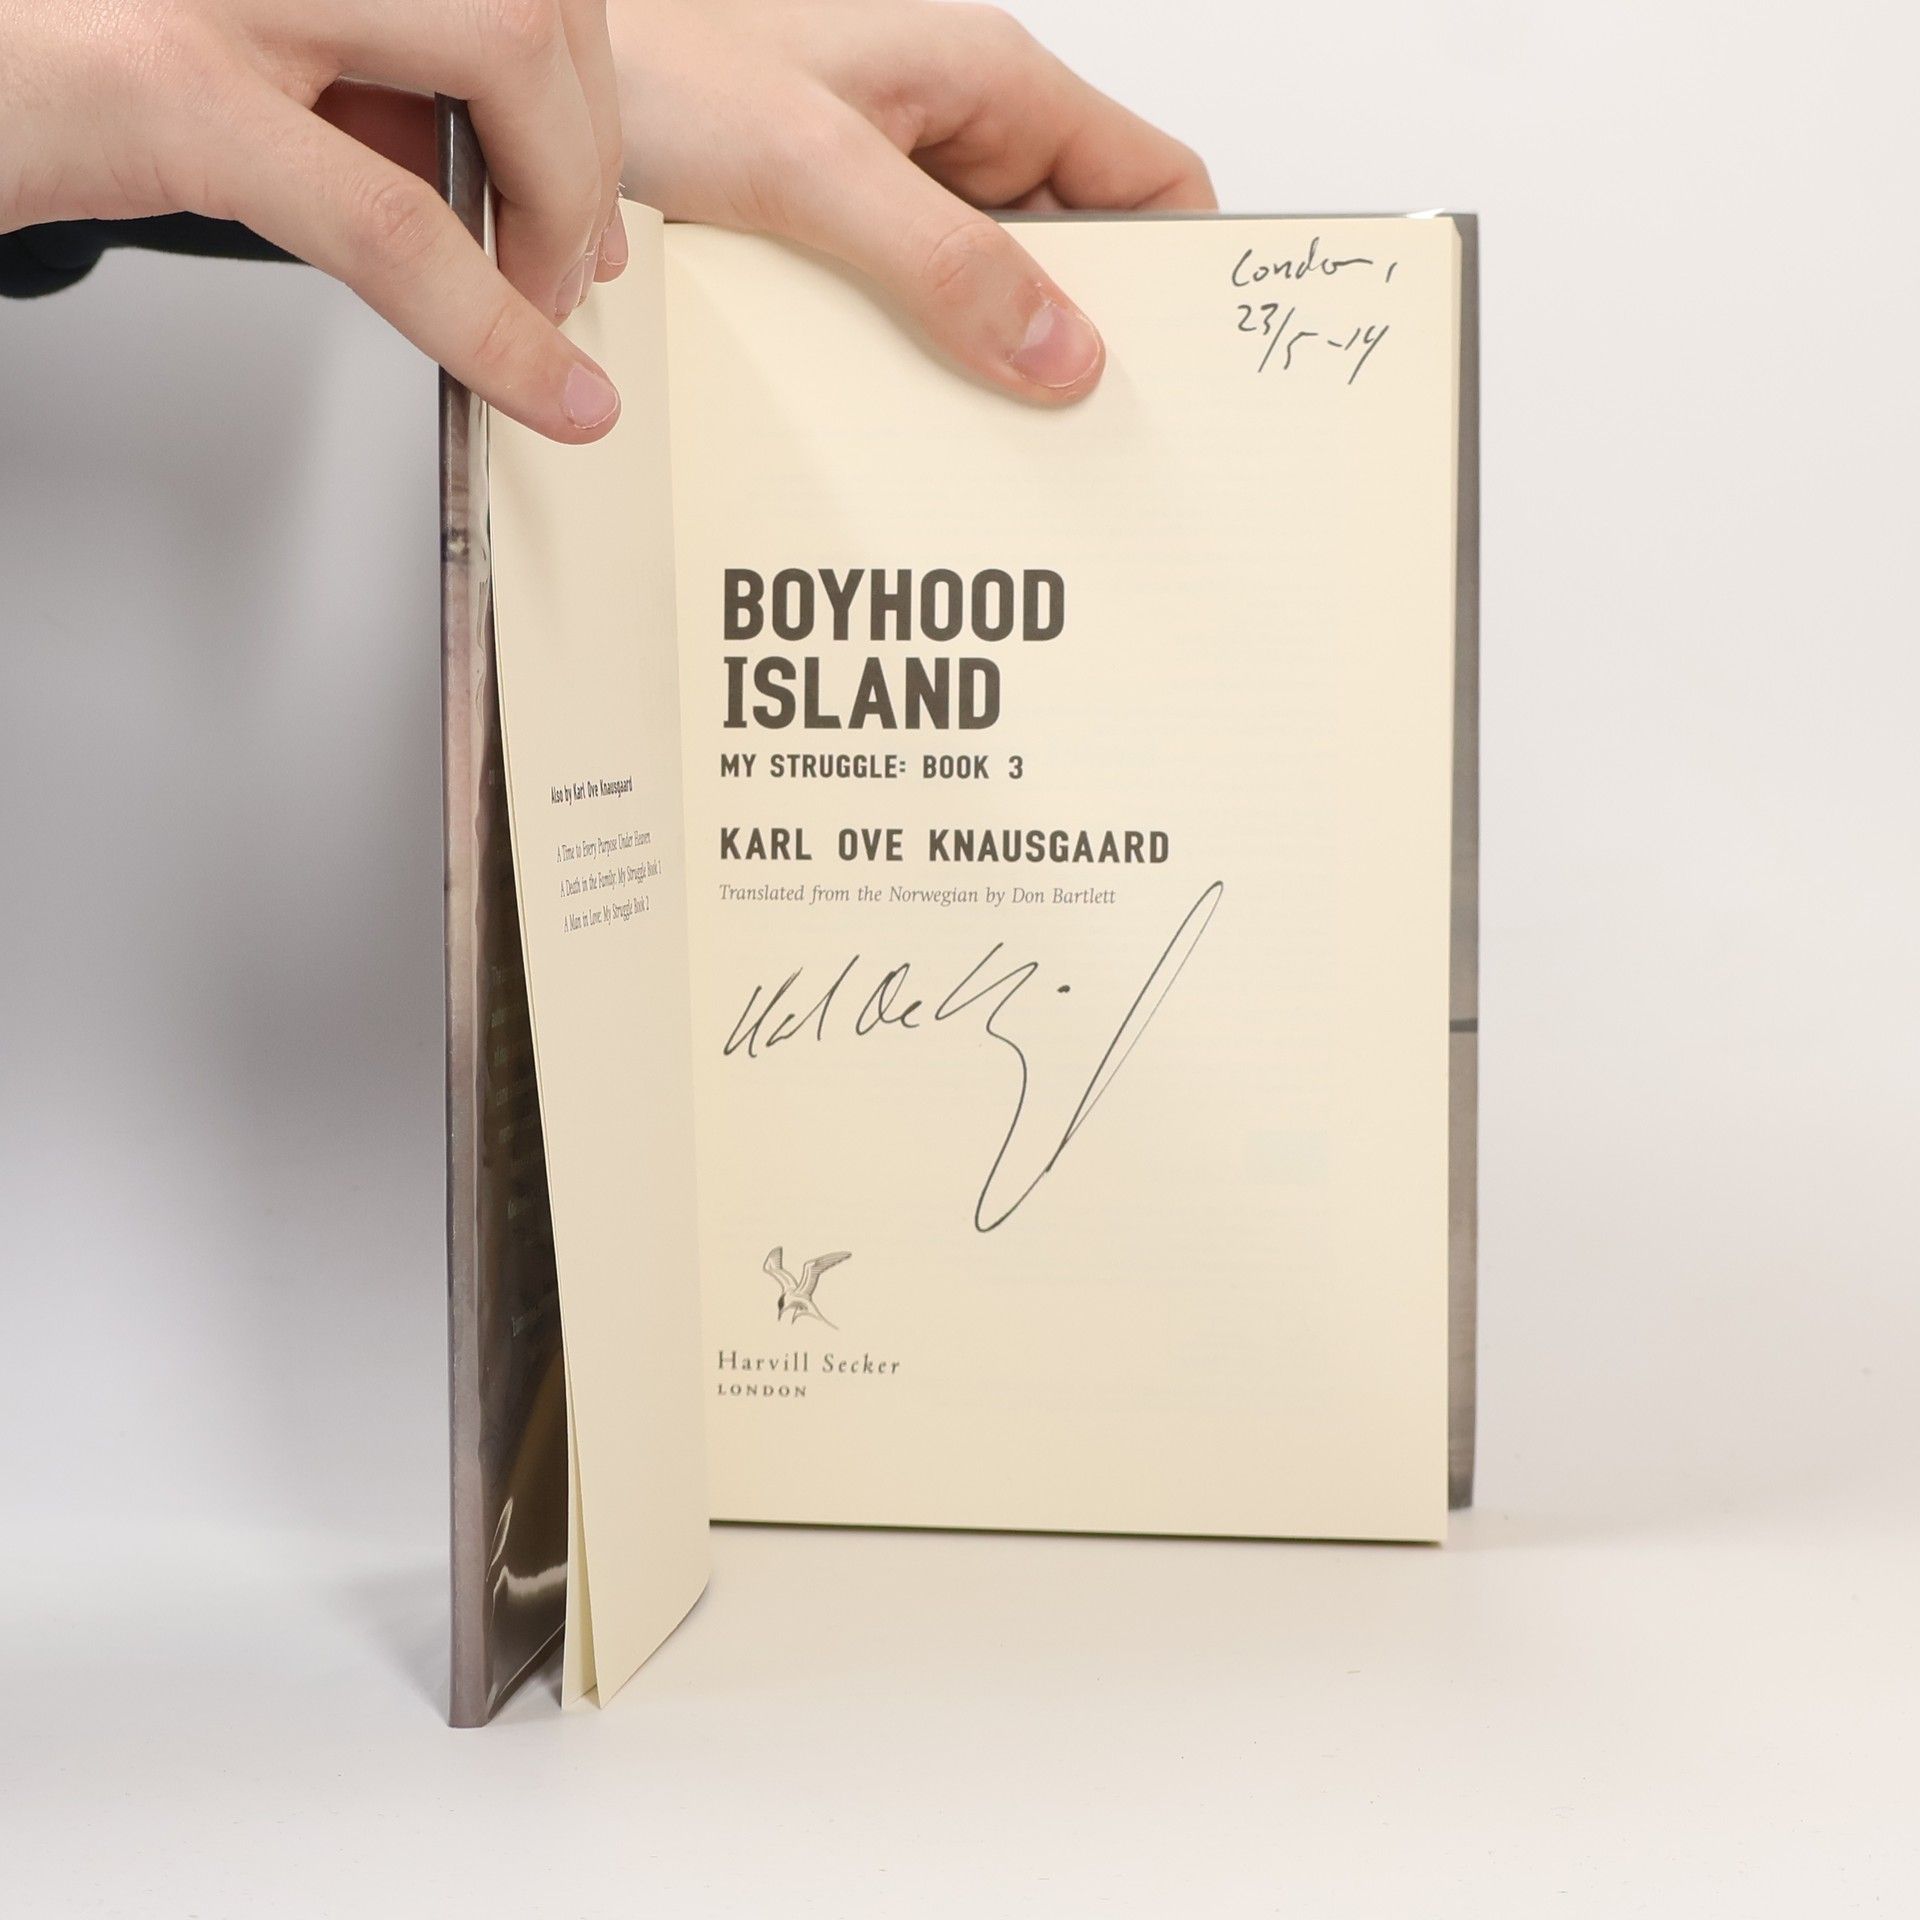 Also by Karl Ove Knausgaard
A Time to Every Purpose Under Heaven
A Death in the Family: My Struggle Book 1
A Man in Love: My Struggle Book 2
London,
23/5-14
BOYHOOD
ISLAND
MY STRUGGLE: BOOK 3
KARL OVE KNAUSGAARD
Translated from the Norwegian by Don Bartlett
Karl Ove
Harvill Secker
LONDON